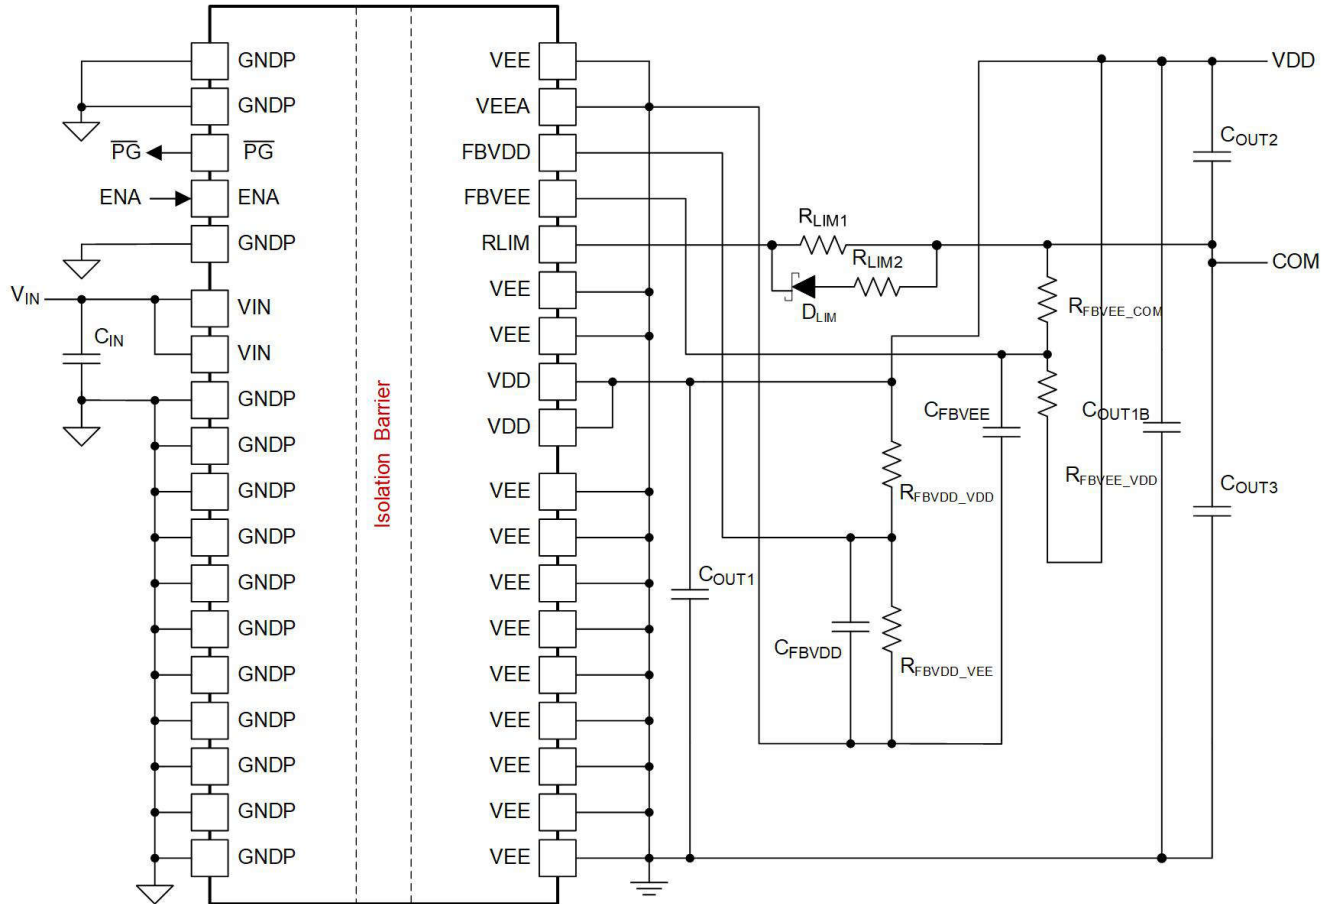 GNDP VEE VDD
GNDP VEEA
PG PG FBVDD COUT2
ENA ENA FBVEE
RLIM1
GNDP RLIM
RLIM2 COM
VIN VIN VEE
DLIM RFBVEE_COM
CIN
VIN VEE
GNDP VDD
CFBVEE COUT1B
GNDP VDD
RFBVEE_VDD
COUT3
GNDP VEE RFBVDD_VDD
Isolation Barrier
GNDP VEE
GNDP VEE COUT1
GNDP VEE
CFBVDD
RFBVDD_VEE
GNDP VEE
GNDP VEE
GNDP VEE
GNDP VEE
GNDP VEE